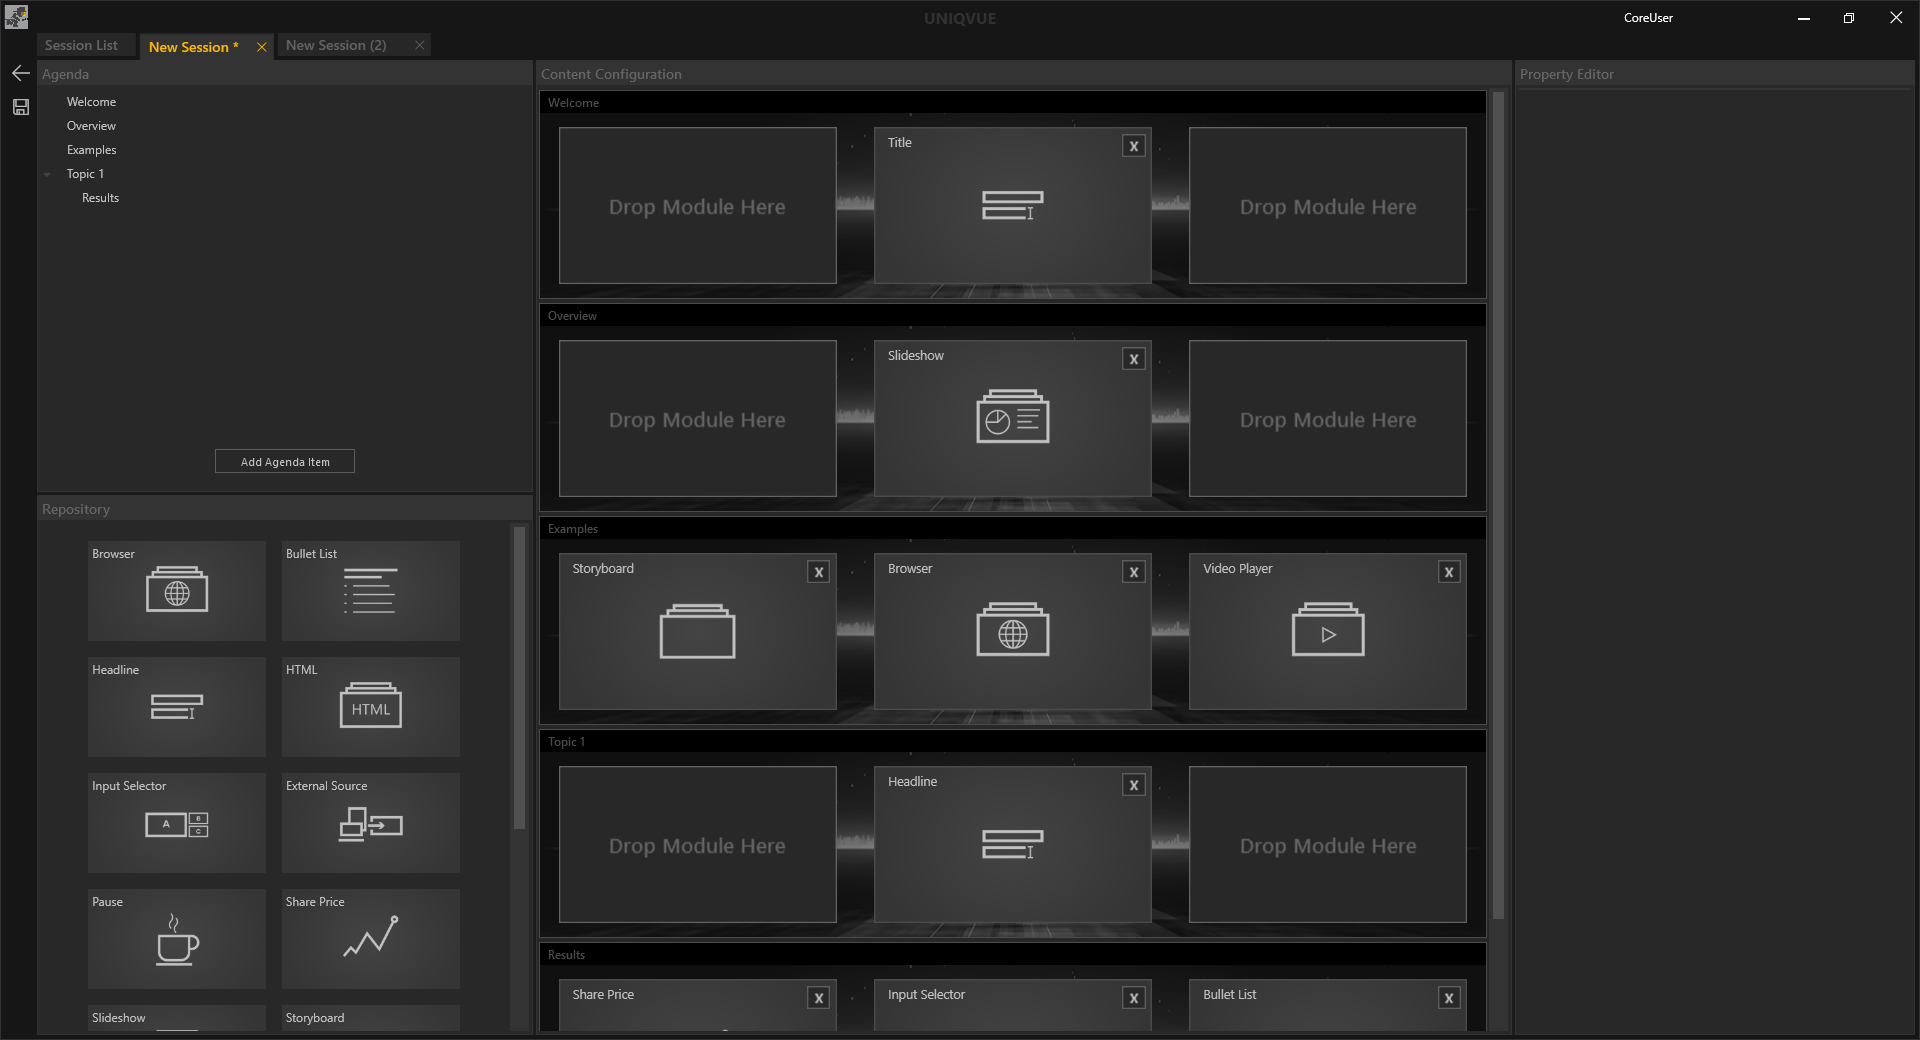 UNIQVUE
CoreUser
Session List
New Session *
New Session (2)
Agenda
Welcome
Overview
Examples
Topic 1
Results
Add Agenda Item
Repository
Browser
Bullet List
Headline
HTML
HTML
Input Selector
A
B
C
External Source
Pause
Share Price
Slideshow
Storyboard
Content Configuration
Welcome
Drop Module Here
Title
X
Drop Module Here
Overview
Drop Module Here
Slideshow
X
Drop Module Here
Examples
Storyboard
X
Browser
X
Video Player
X
Topic 1
Drop Module Here
Headline
X
Drop Module Here
Results
Share Price
X
Input Selector
X
Bullet List
X
Property Editor